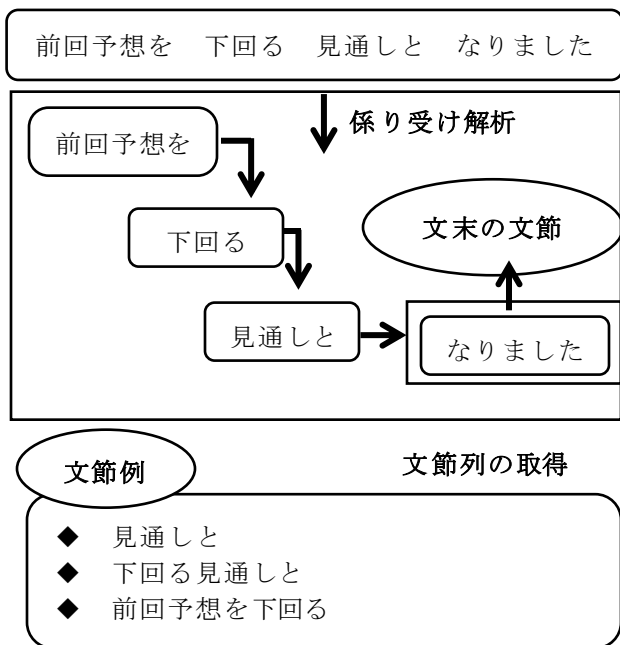 前回予想を 下回る 見通しと なりました
係り受け解析
前回予想を
下回る
文末の文節
見通しと
なりました
文節例
文節列の取得
◆ 見通しと
◆ 下回る見通しと
◆ 前回予想を下回る